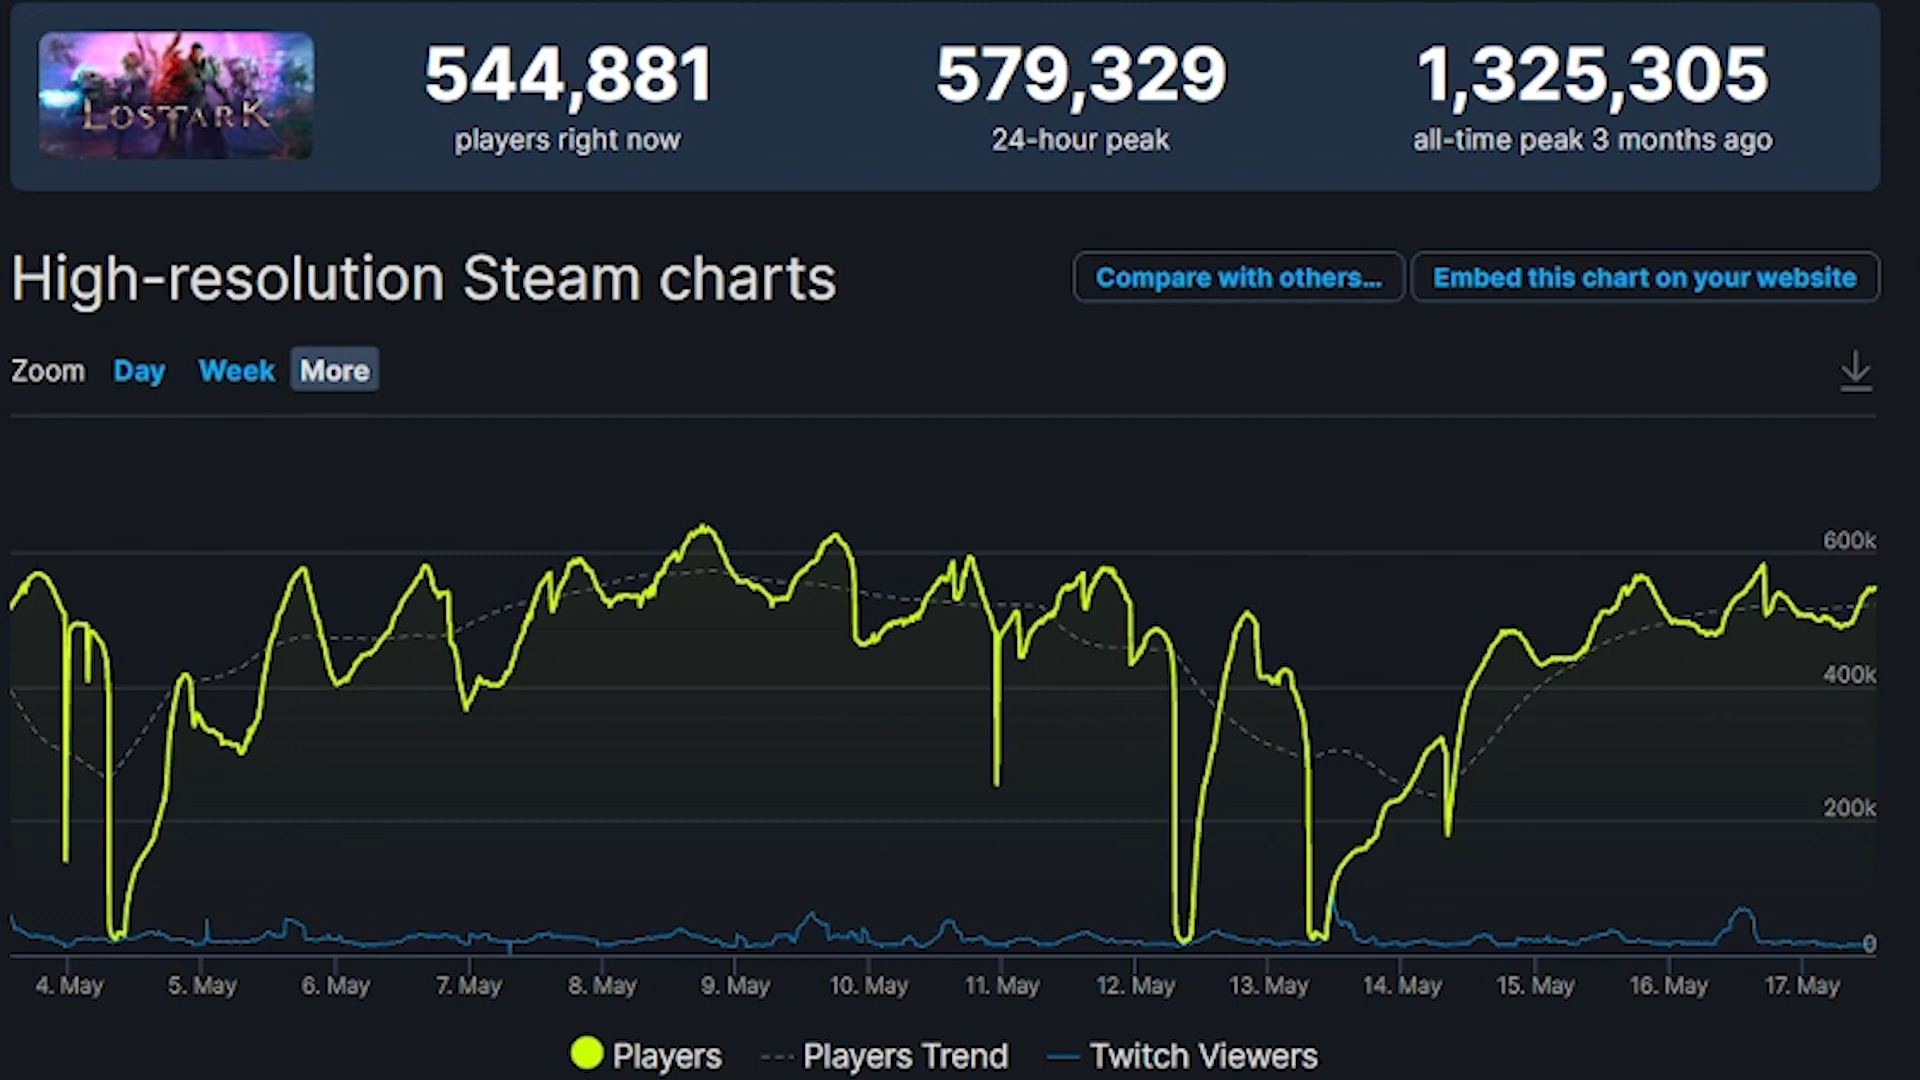 LOST ARK
544,881
players right now
579,329
24-hour peak
1,325,305
all-time peak 3 months ago
High-resolution Steam charts
Compare with others...
Embed this chart on your website
Zoom Day Week More
600k
400k
200k
0
4. May 5. May 6. May 7. May 8. May 9. May 10. May 11. May 12. May 13. May 14. May 15. May 16. May 17. May
Players Players Trend Twitch Viewers